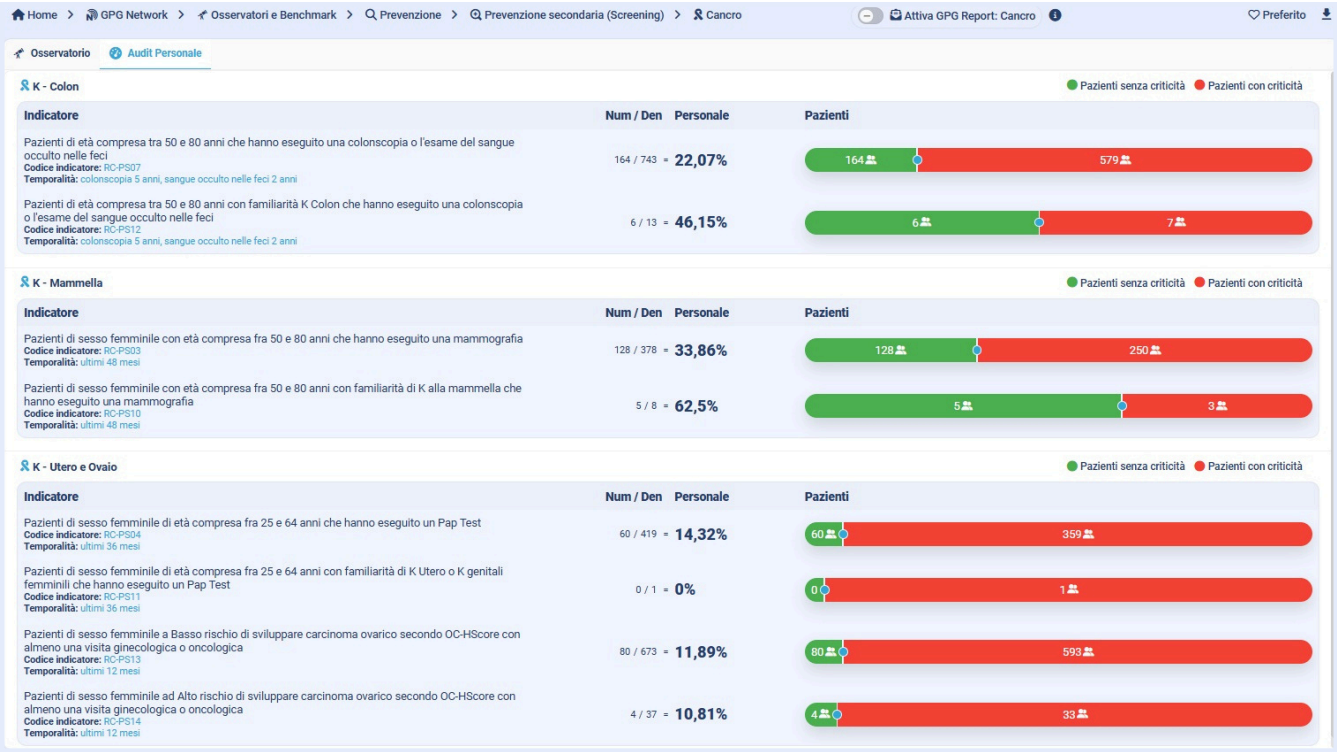 Home > GPG Network > Osservatori e Benchmark > Prevenzione > Prevenzione secondaria (Screening) > Cancro Attiva GPG Report: Cancro Preferito
Osservatorio Audit Personale
K - Colon Pazienti senza criticità Pazienti con criticità
Indicatore Num / Den Personale Pazienti
Pazienti di età compresa tra 50 e 80 anni che hanno eseguito una colonscopia o l'esame del sangue
occulto nelle feci
Codice indicatore: RC-PS07
Temporalità: colonscopia 5 anni, sangue occulto nelle feci 2 anni
164 / 743 = 22,07% 164 579
Pazienti di età compresa tra 50 e 80 anni con familiarità K Colon che hanno eseguito una colonscopia
o l'esame del sangue occulto nelle feci
Codice indicatore: RC-PS12
Temporalità: colonscopia 5 anni, sangue occulto nelle feci 2 anni
6 / 13 = 46,15% 6 7
K - Mammella Pazienti senza criticità Pazienti con criticità
Indicatore Num / Den Personale Pazienti
Pazienti di sesso femminile con età compresa fra 50 e 80 anni che hanno eseguito una mammografia
Codice indicatore: RC-PS03
Temporalità: ultimi 48 mesi
128 / 378 = 33,86% 128 250
Pazienti di sesso femminile con età compresa fra 50 e 80 anni con familiarità di K alla mammella che
hanno eseguito una mammografia
Codice indicatore: RC-PS10
Temporalità: ultimi 48 mesi
5 / 8 = 62,5% 5 3
K - Utero e Ovaio Pazienti senza criticità Pazienti con criticità
Indicatore Num / Den Personale Pazienti
Pazienti di sesso femminile di età compresa fra 25 e 64 anni che hanno eseguito un Pap Test
Codice indicatore: RC-PS04
Temporalità: ultimi 36 mesi
60 / 419 = 14,32% 60 359
Pazienti di sesso femminile di età compresa fra 25 e 64 anni con familiarità di K Utero o K genitali
femminili che hanno eseguito un Pap Test
Codice indicatore: RC-PS11
Temporalità: ultimi 36 mesi
0 / 1 = 0% 0 1
Pazienti di sesso femminile a Basso rischio di sviluppare carcinoma ovarico secondo OC-HScore con
almeno una visita ginecologica o oncologica
Codice indicatore: RC-PS13
Temporalità: ultimi 12 mesi
80 / 673 = 11,89% 80 593
Pazienti di sesso femminile ad Alto rischio di sviluppare carcinoma ovarico secondo OC-HScore con
almeno una visita ginecologica o oncologica
Codice indicatore: RC-PS14
Temporalità: ultimi 12 mesi
4 / 37 = 10,81% 4 33